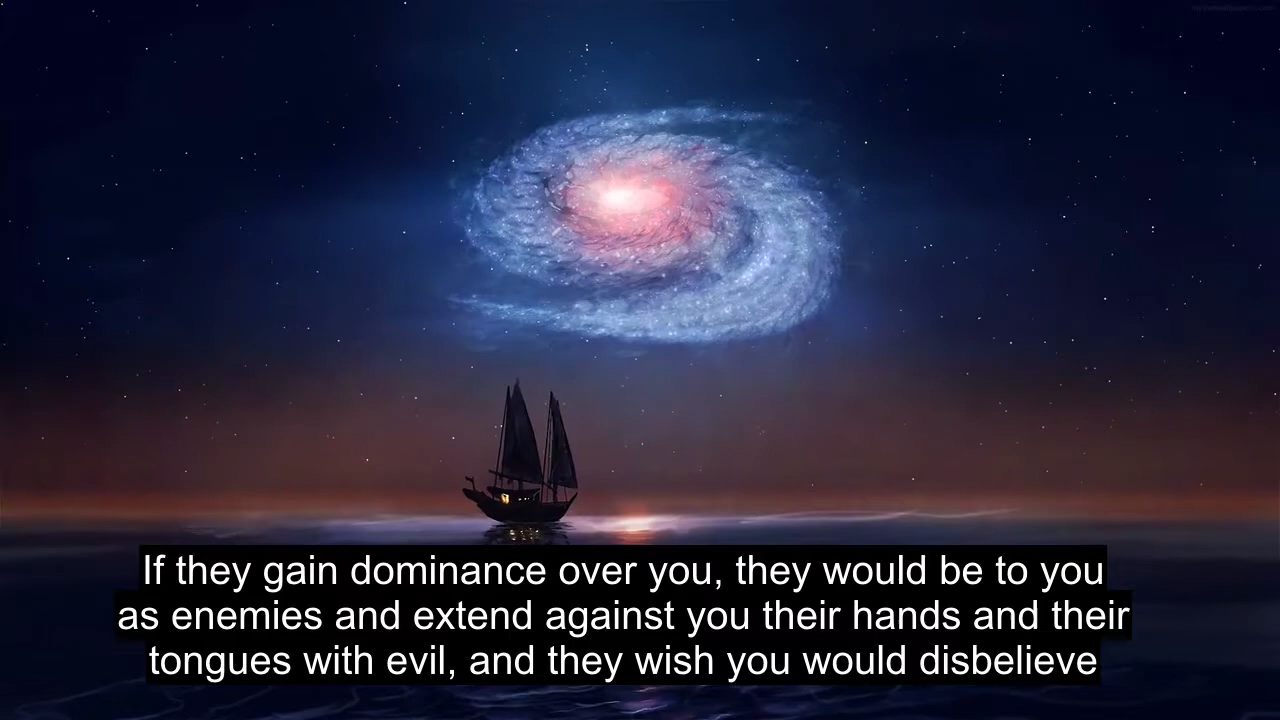 If they gain dominance over you, they would be to you
as enemies and extend against you their hands and their
tongues with evil, and they wish you would disbelieve